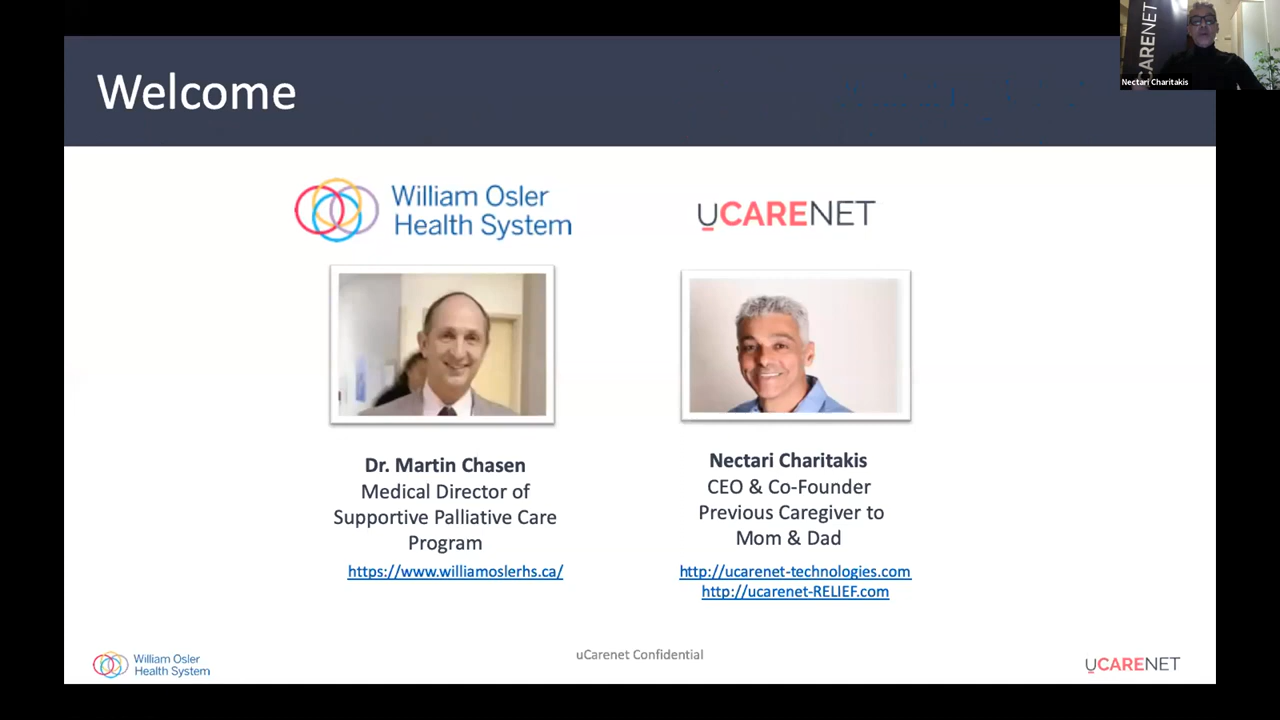 CARENET
Nectari Charitakis
Welcome
William Osler
Health System
uCARENET
Dr. Martin Chasen
Medical Director of
Supportive Palliative Care
Program
https://www.williamoslerhs.ca/
Nectari Charitakis
CEO & Co-Founder
Previous Caregiver to
Mom & Dad
http://ucarenet-technologies.com
http://ucarenet-RELIEF.com
William Osler
Health System
uCarenet Confidential
uCARENET